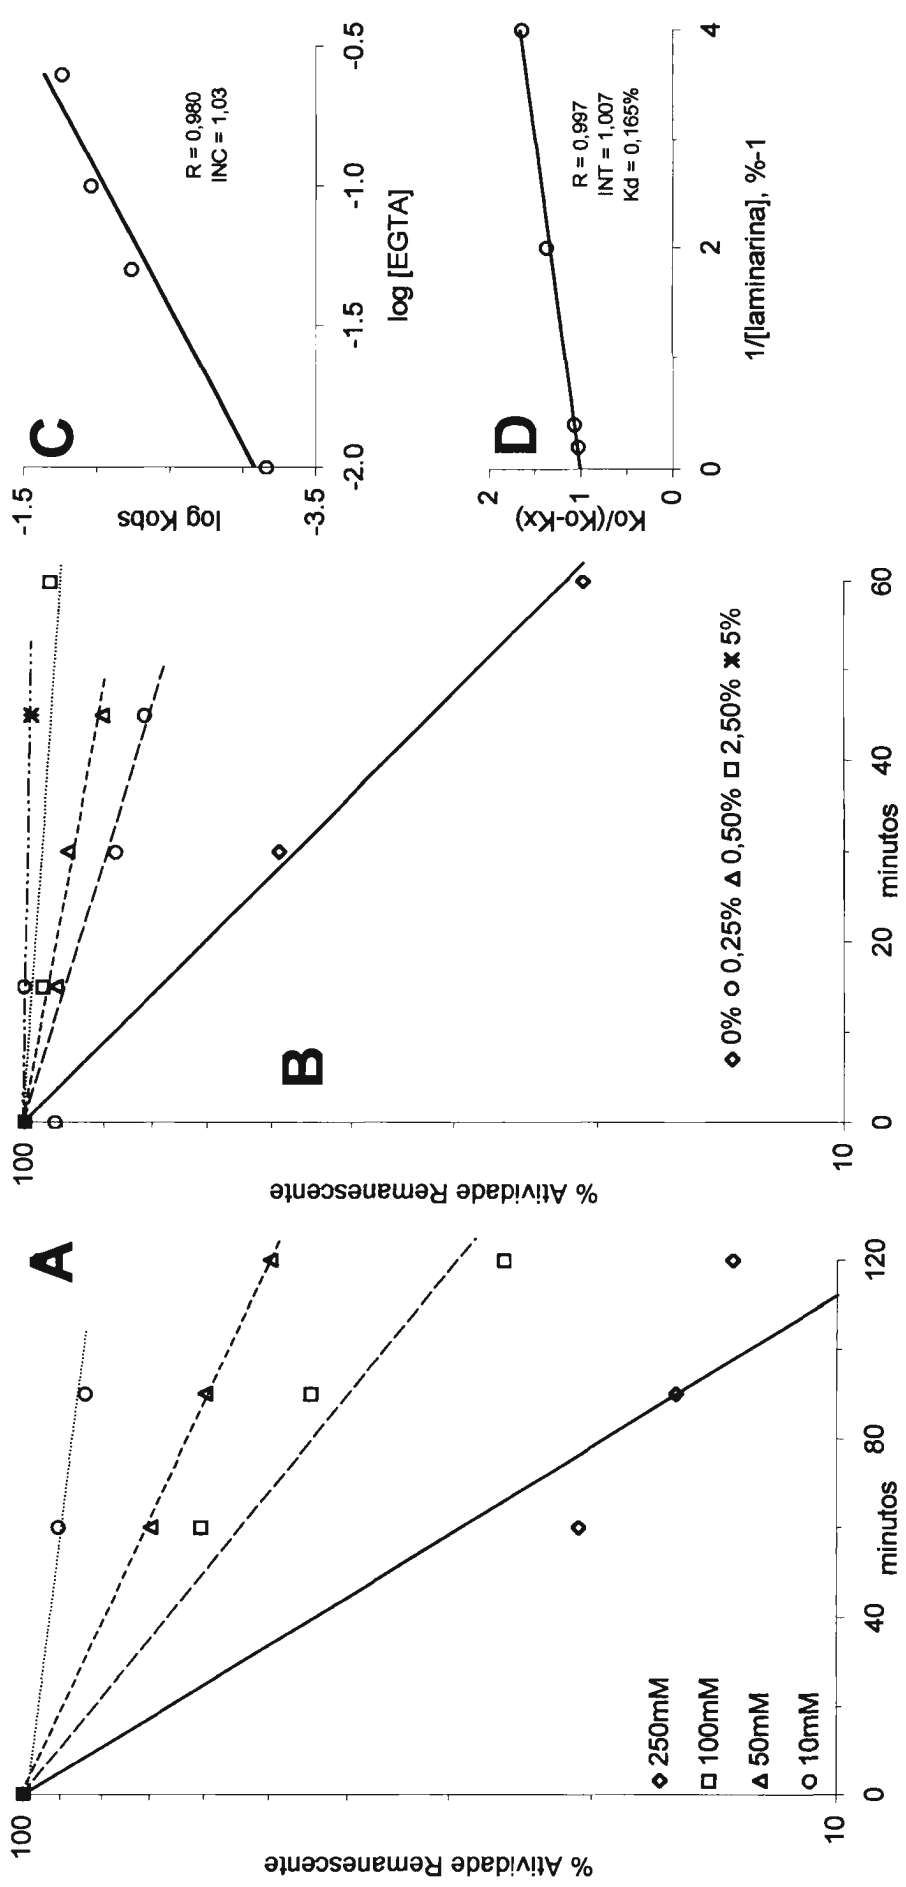 A
100
% Atividade Remanescente
10
0
40
80
120
minutos
250mM
100mM
50mM
10mM
B
100
% Atividade Remanescente
10
0
20
40
60
minutos
0% 0,25% 0,50% 2,50% 5%
C
-1.5
log Kobs
-3.5
-2.0
-1.5
-1.0
-0.5
log [EGTA]
R = 0,980
INC = 1,03
D
2
1
0
Ko/(Ko-Kx)
0
2
4
1/[laminarina], %-1
R = 0,997
INT = 1,007
Kd = 0,165%